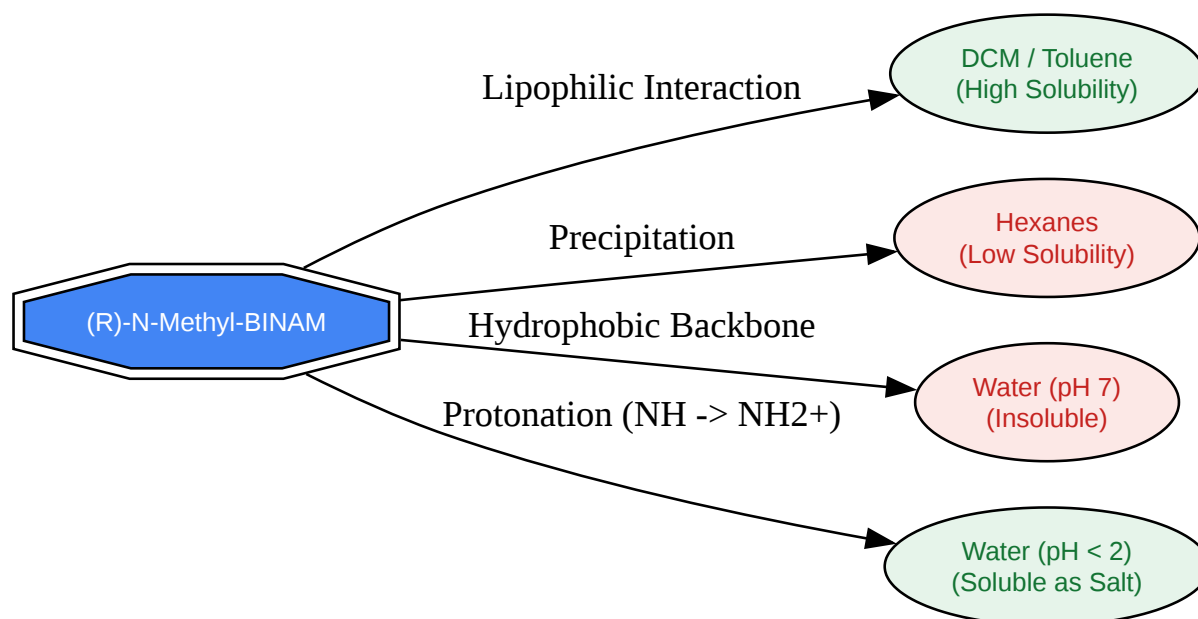 (R)-N-Methyl-BINAM
Lipophilic Interaction
DCM / Toluene
(High Solubility)
Precipitation
Hexanes
(Low Solubility)
Hydrophobic Backbone
Water (pH 7)
(Insoluble)
Protonation (NH -> NH2+)
Water (pH < 2)
(Soluble as Salt)